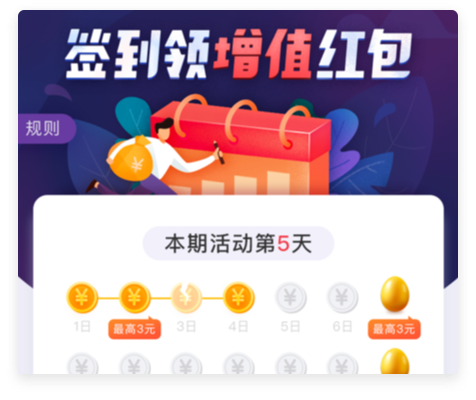 签到领增值红包
规则
本期活动第5天
¥ ¥ ¥ ¥ ¥ ¥
1日 最高3元 3日 4日 5日 6日 最高3元
¥ ¥ ¥ ¥ ¥ ¥